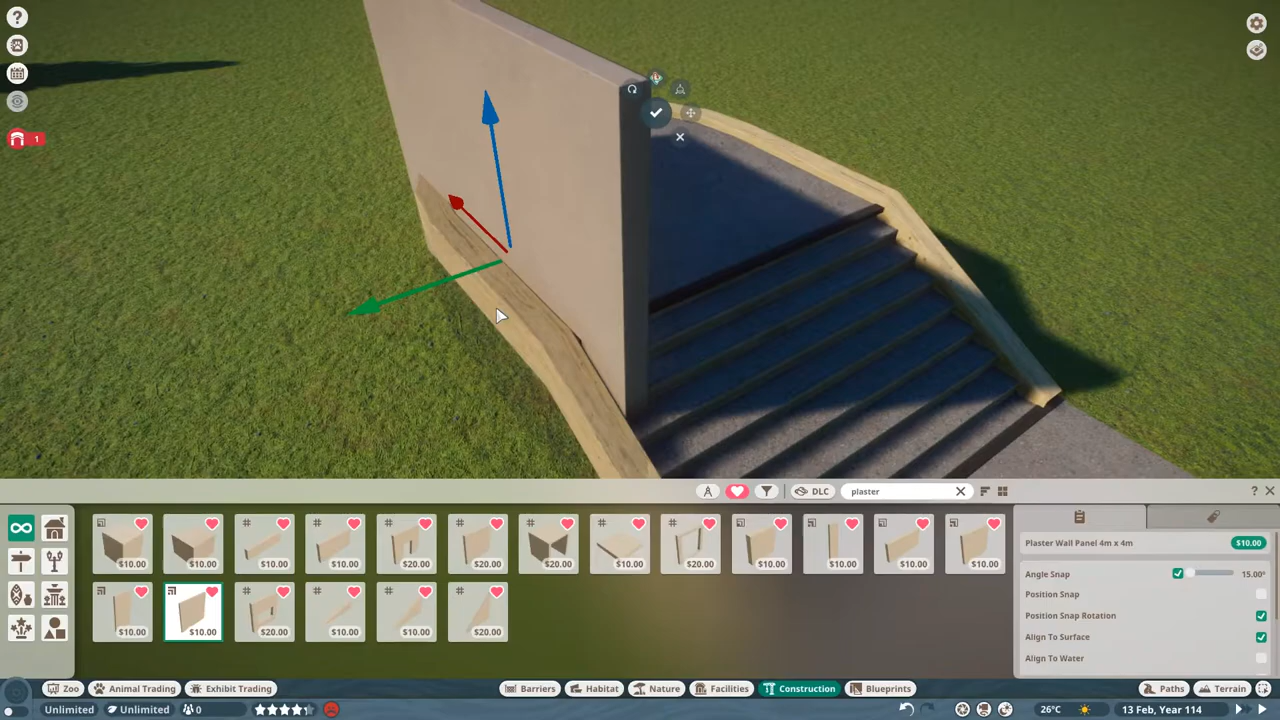 ?
1
DLC
plaster
?
$10.00 $10.00 $10.00 $10.00 $20.00 $10.00 $20.00 $10.00 $20.00 $10.00 $10.00 $10.00 $10.00
$10.00 $10.00 $20.00 $10.00 $10.00 $20.00
Plaster Wall Panel 4m x 4m $10.00
Angle Snap 15.00°
Position Snap
Position Snap Rotation
Align To Surface
Align To Water
Zoo Animal Trading Exhibit Trading Barriers Habitat Nature Facilities Construction Blueprints Paths Terrain
Unlimited Unlimited 0 26°C 13 Feb, Year 114